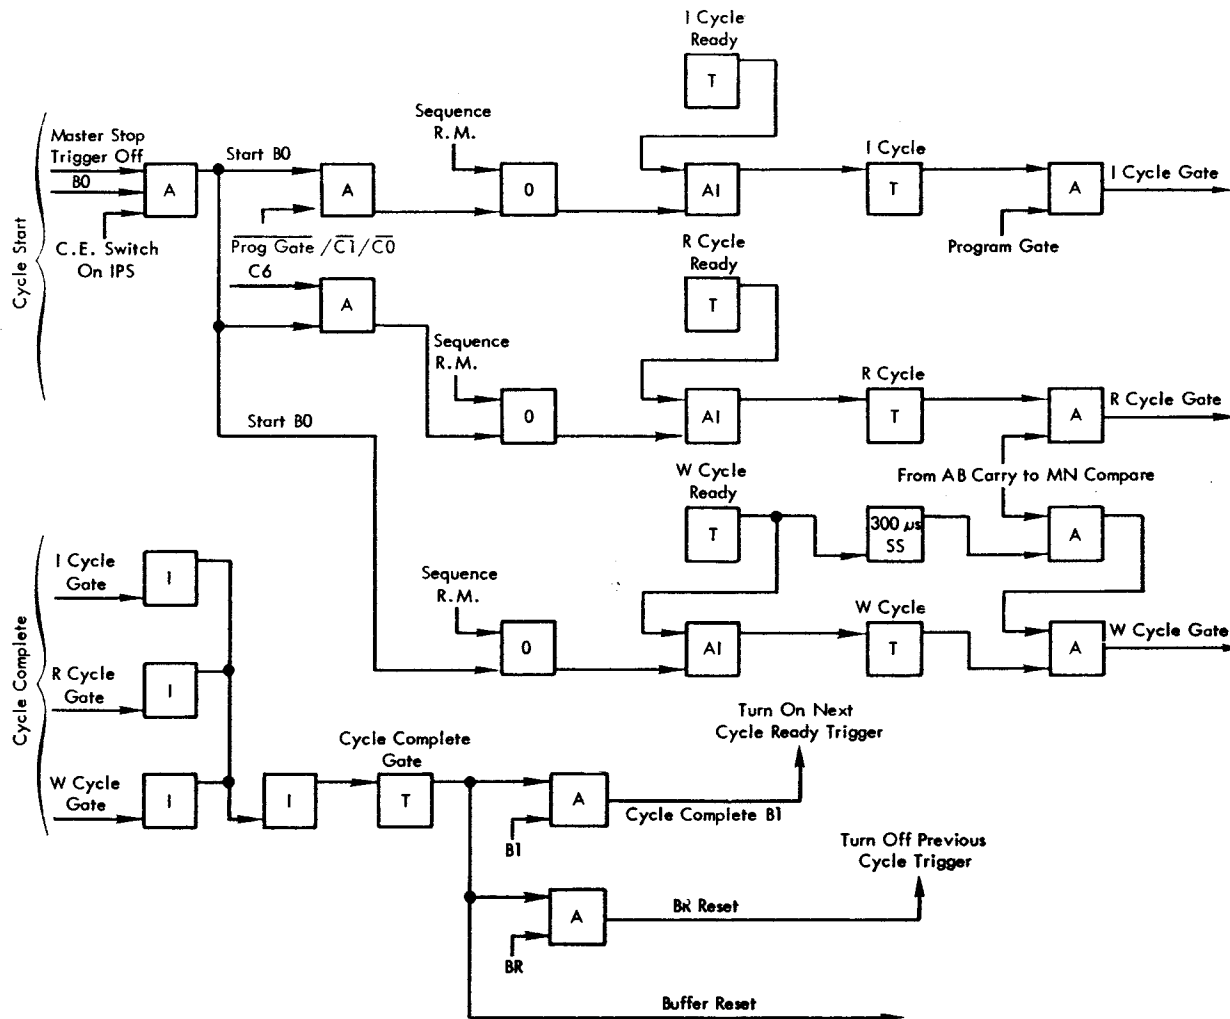 I Cycle
Ready
T
Sequence
R.M.
Master Stop
Trigger Off
B0
A
Start B0
A
0
AI
I Cycle
T
A
I Cycle Gate
Program Gate
C.E. Switch
On IPS
Prog Gate / C1 / C0
Cycle Start
R Cycle
Ready
T
C6
A
Sequence
R.M.
0
AI
R Cycle
T
A
R Cycle Gate
Start B0
From AB Carry to MN Compare
W Cycle
Ready
T
300 µs
SS
A
Sequence
R.M.
0
AI
W Cycle
T
A
W Cycle Gate
Cycle Complete
I Cycle
Gate
I
R Cycle
Gate
I
W Cycle
Gate
I
I
Cycle Complete
Gate
T
A
B1
Cycle Complete B1
Turn On Next
Cycle Ready Trigger
A
BR
BR Reset
Turn Off Previous
Cycle Trigger
Buffer Reset